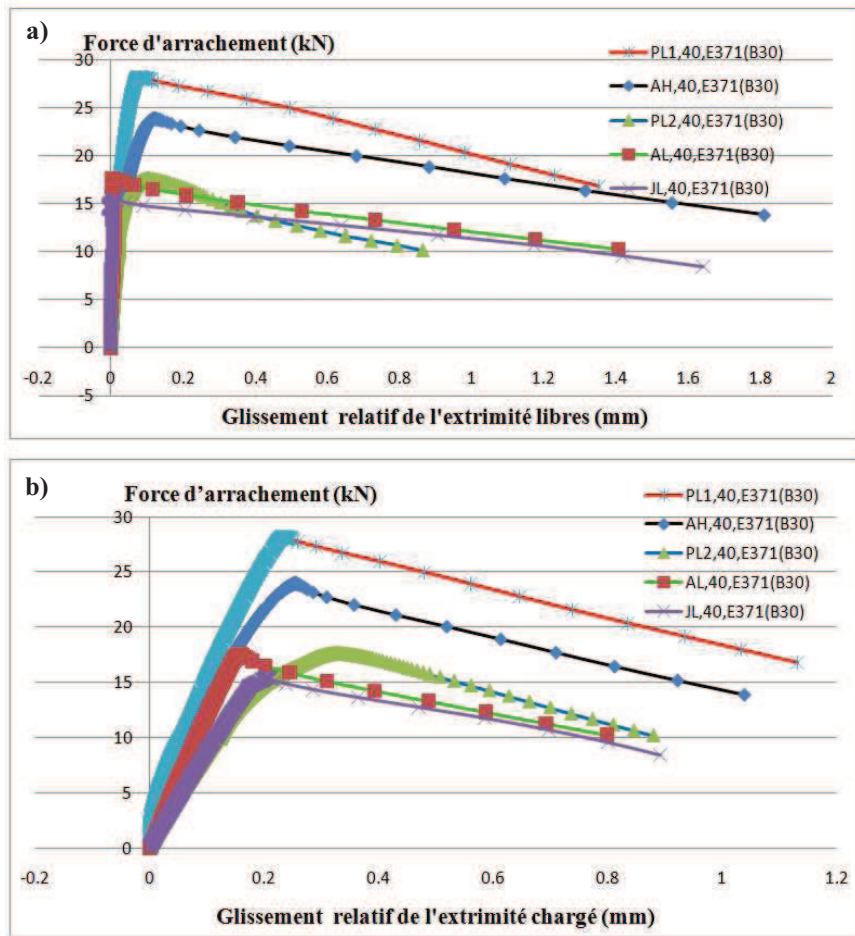 a)
Force d'arrachement (kN)
30
25
20
15
10
5
0
-5
-0.2
0
0.2
0.4
0.6
0.8
1
1.2
1.4
1.6
1.8
2
PL1,40,E371(B30)
AH,40,E371(B30)
PL2,40,E371(B30)
AL,40,E371(B30)
JL,40,E371(B30)
Glissement relatif de l'extrimité libres (mm)
b)
Force d’arrachement (kN)
30
25
20
15
10
5
0
-0.2
0
0.2
0.4
0.6
0.8
1
1.2
PL1,40,E371(B30)
AH,40,E371(B30)
PL2,40,E371(B30)
AL,40,E371(B30)
JL,40,E371(B30)
Glissement relatif de l'extrimité chargé (mm)